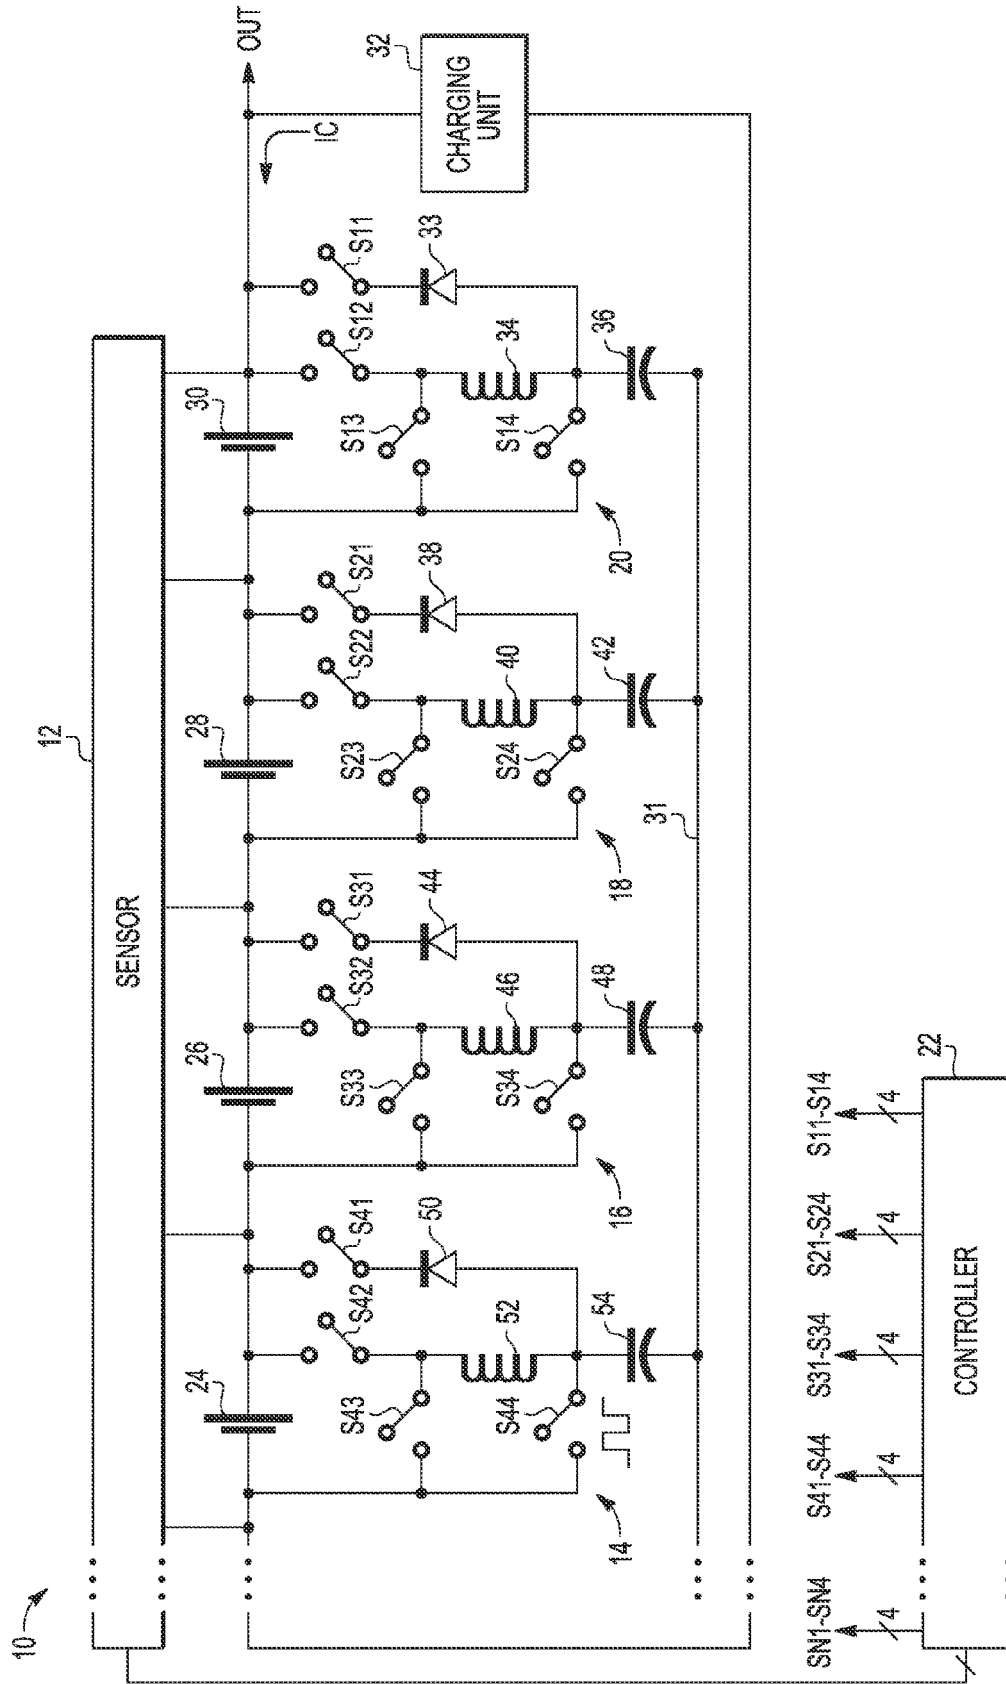 10
12
SENSOR
24
26
28
30
OUT
IC
32
CHARGING
UNIT
S41
S42
S43
S44
50
52
54
14
S31
S32
S33
S34
44
46
48
16
S21
S22
S23
S24
38
40
42
18
S11
S12
S13
S14
33
34
36
20
31
SN1-SN4
S41-S44
S31-S34
S21-S24
S11-S14
4
4
4
4
4
22
CONTROLLER